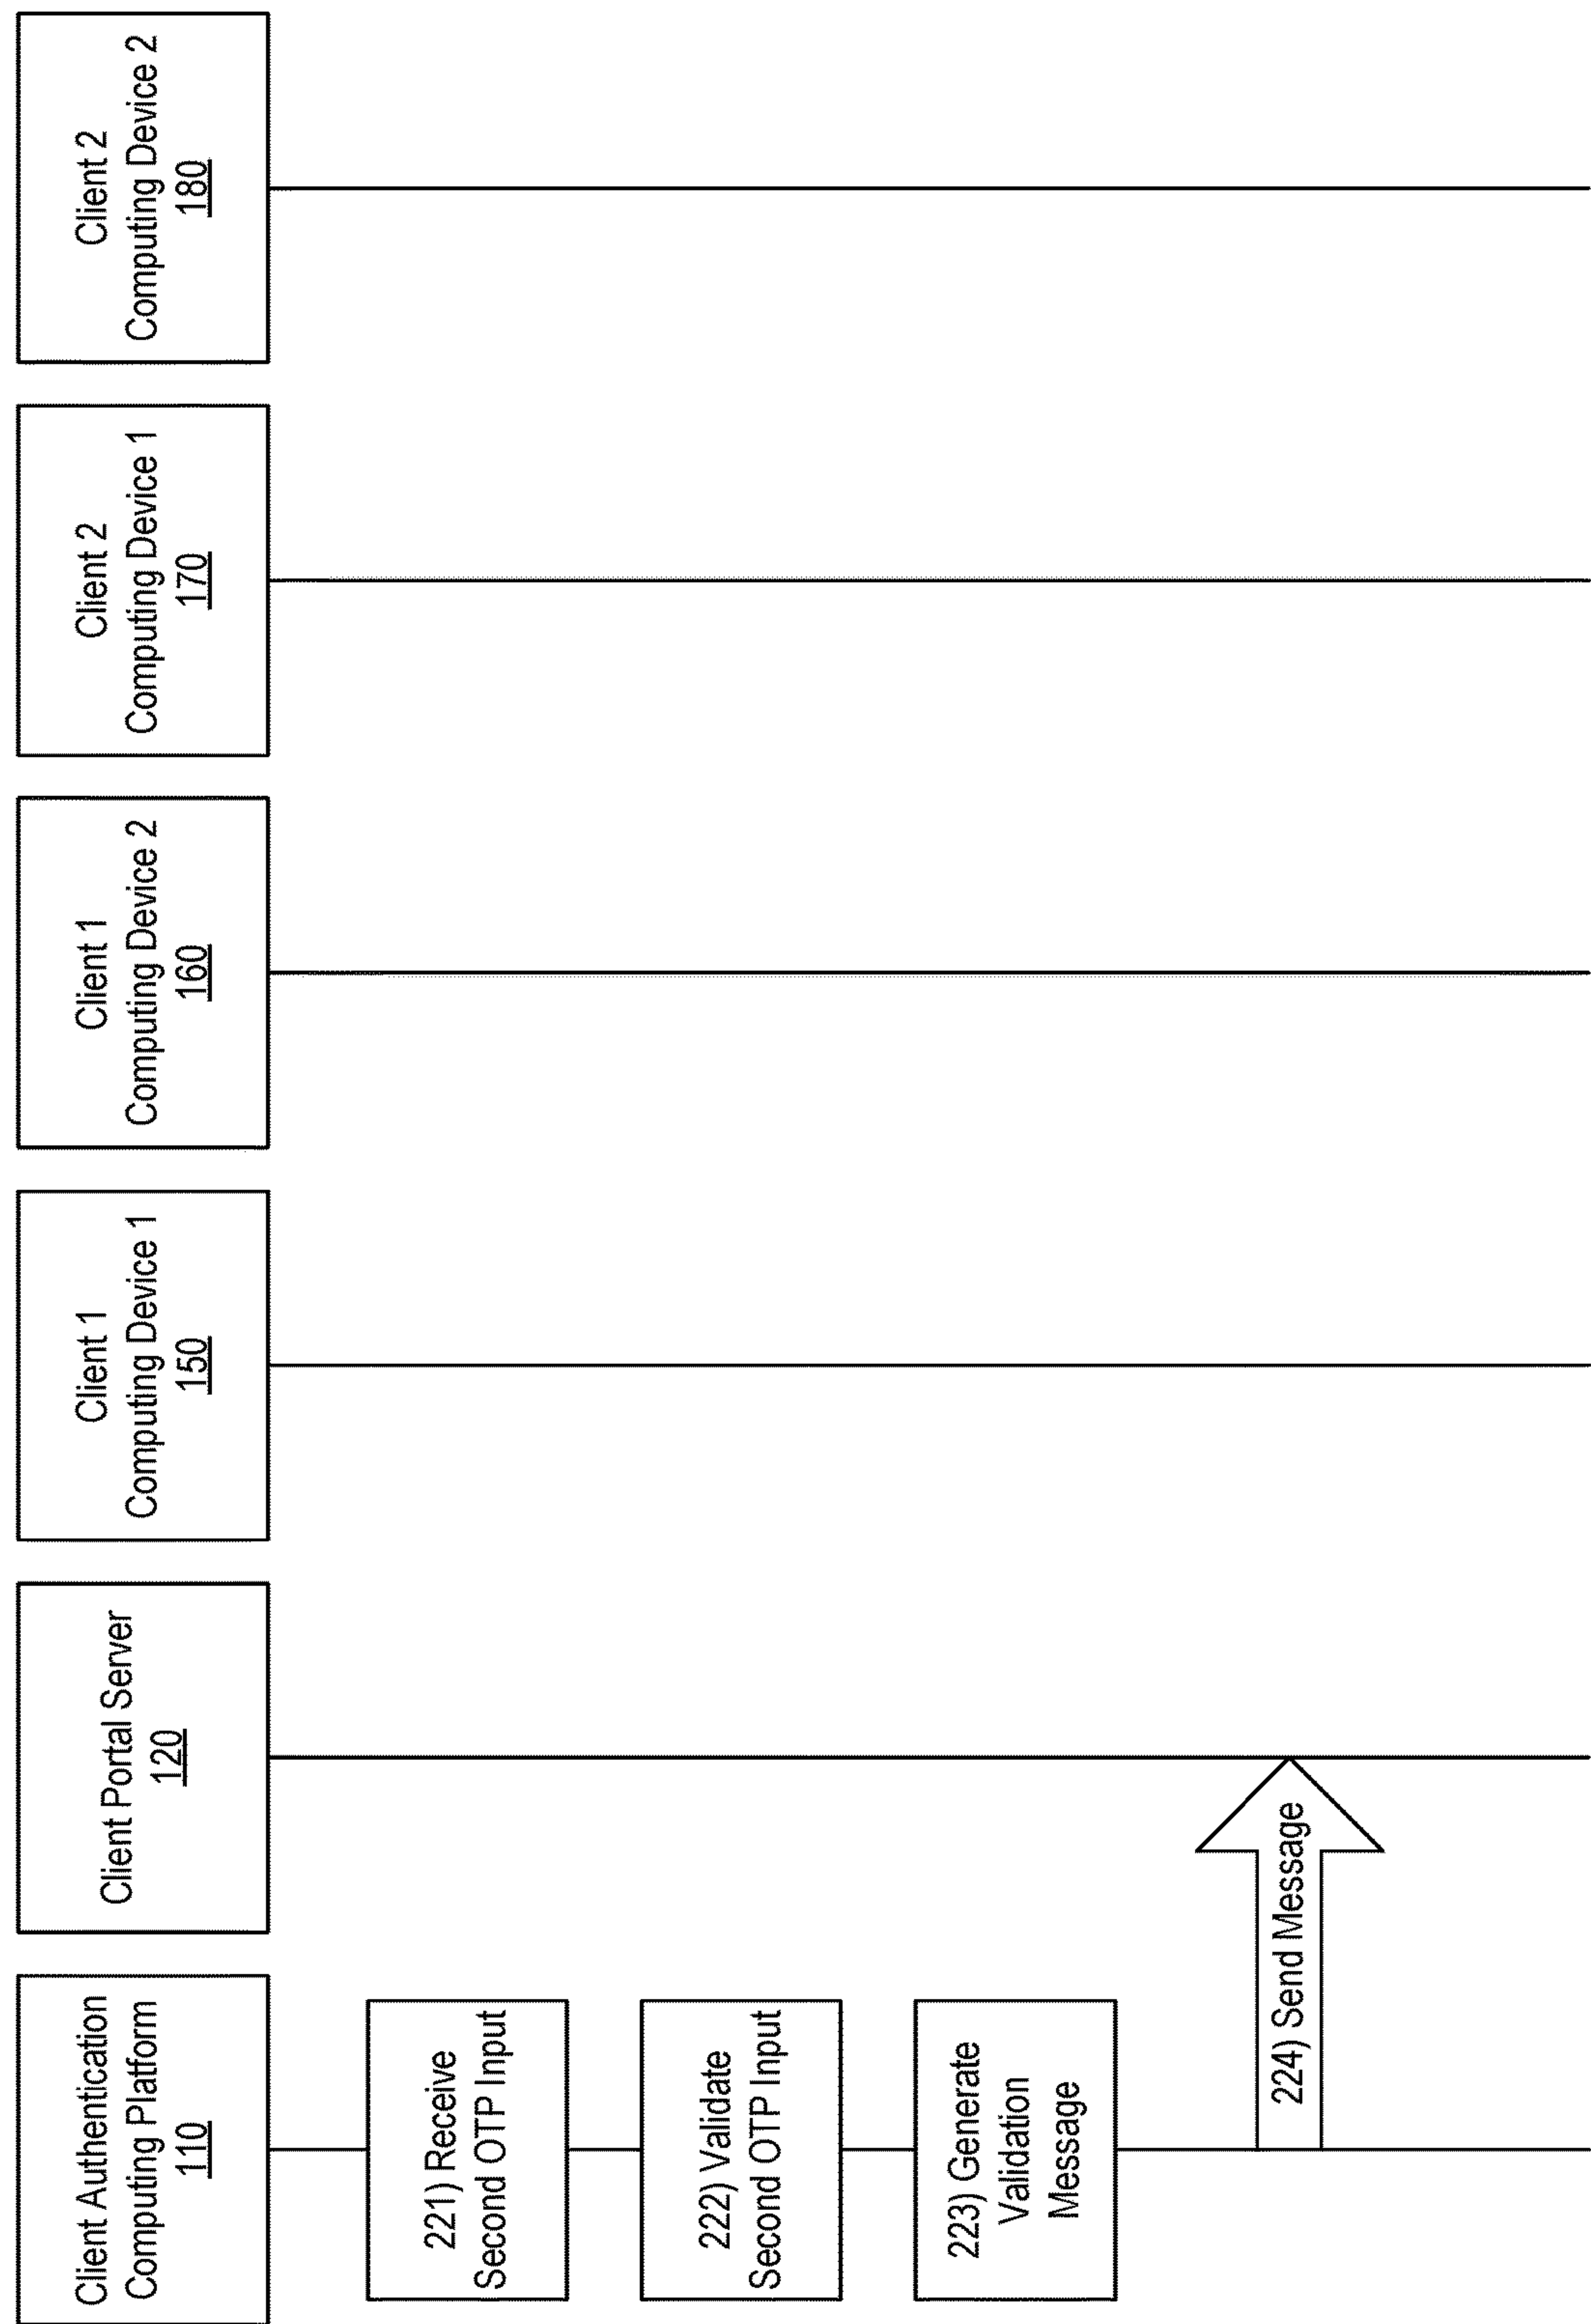 Client Authentication
Computing Platform
110
Client Portal Server
120
Client 1
Computing Device 1
150
Client 1
Computing Device 2
160
Client 2
Computing Device 1
170
Client 2
Computing Device 2
180
221) Receive
Second OTP Input
222) Validate
Second OTP Input
223) Generate
Validation
Message
224) Send Message